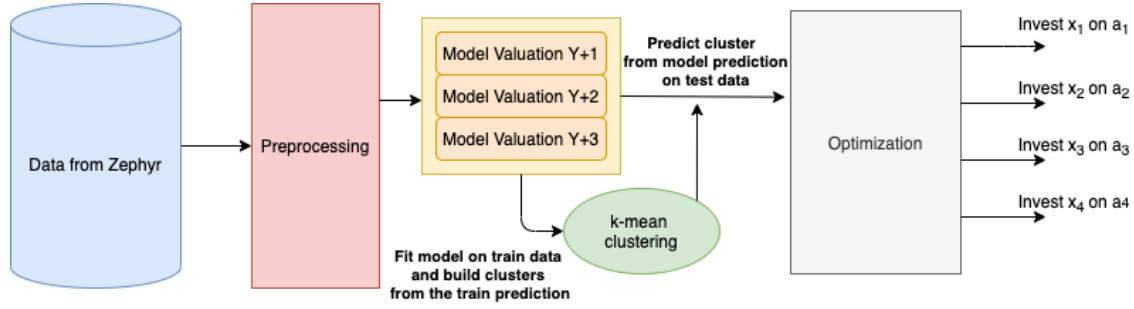 Data from Zephyr
Preprocessing
Model Valuation Y+1
Model Valuation Y+2
Model Valuation Y+3
Predict cluster
from model prediction
on test data
k-mean
clustering
Fit model on train data
and build clusters
from the train prediction
Optimization
Invest x₁ on a₁
Invest x₂ on a₂
Invest x₃ on a₃
Invest x₄ on a4